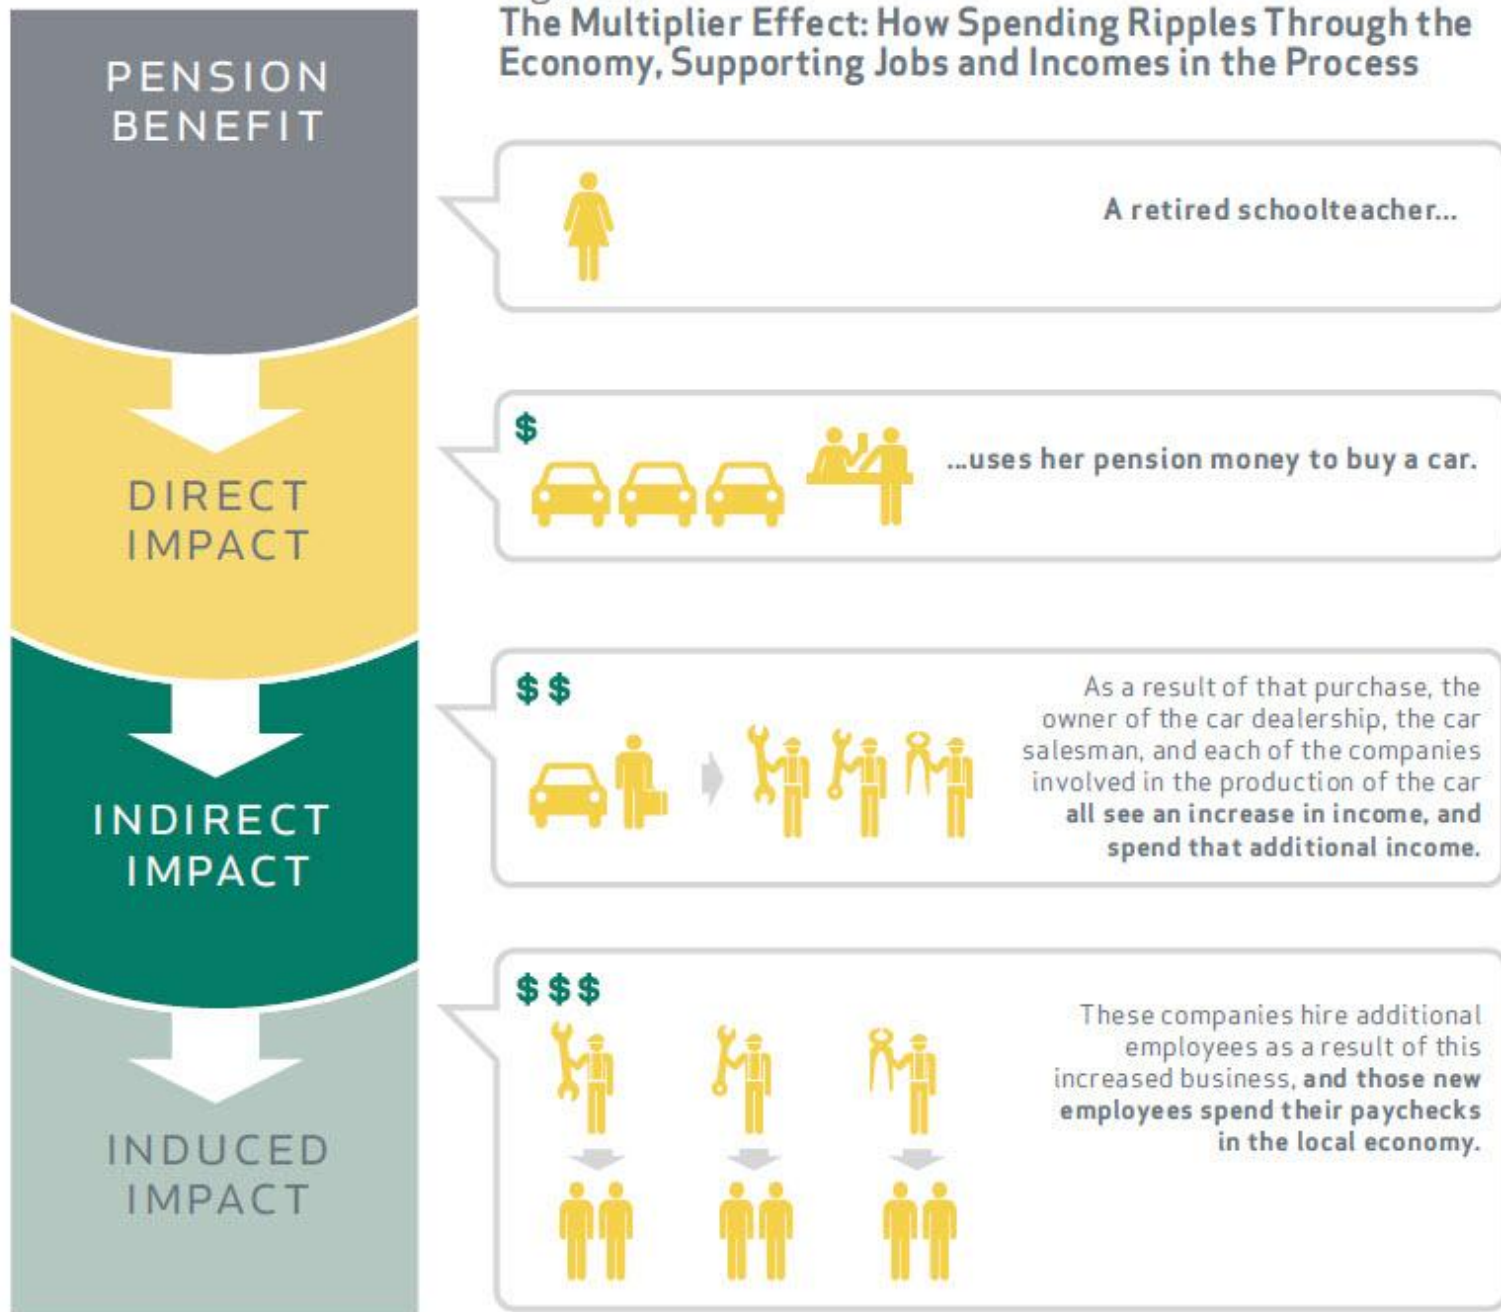 The Multiplier Effect: How Spending Ripples Through the
Economy, Supporting Jobs and Incomes in the Process
PENSION
BENEFIT
A retired schoolteacher...
DIRECT
IMPACT
$
...uses her pension money to buy a car.
INDIRECT
IMPACT
$$
As a result of that purchase, the
owner of the car dealership, the car
salesman, and each of the companies
involved in the production of the car
all see an increase in income, and
spend that additional income.
INDUCED
IMPACT
$$$
These companies hire additional
employees as a result of this
increased business, and those new
employees spend their paychecks
in the local economy.